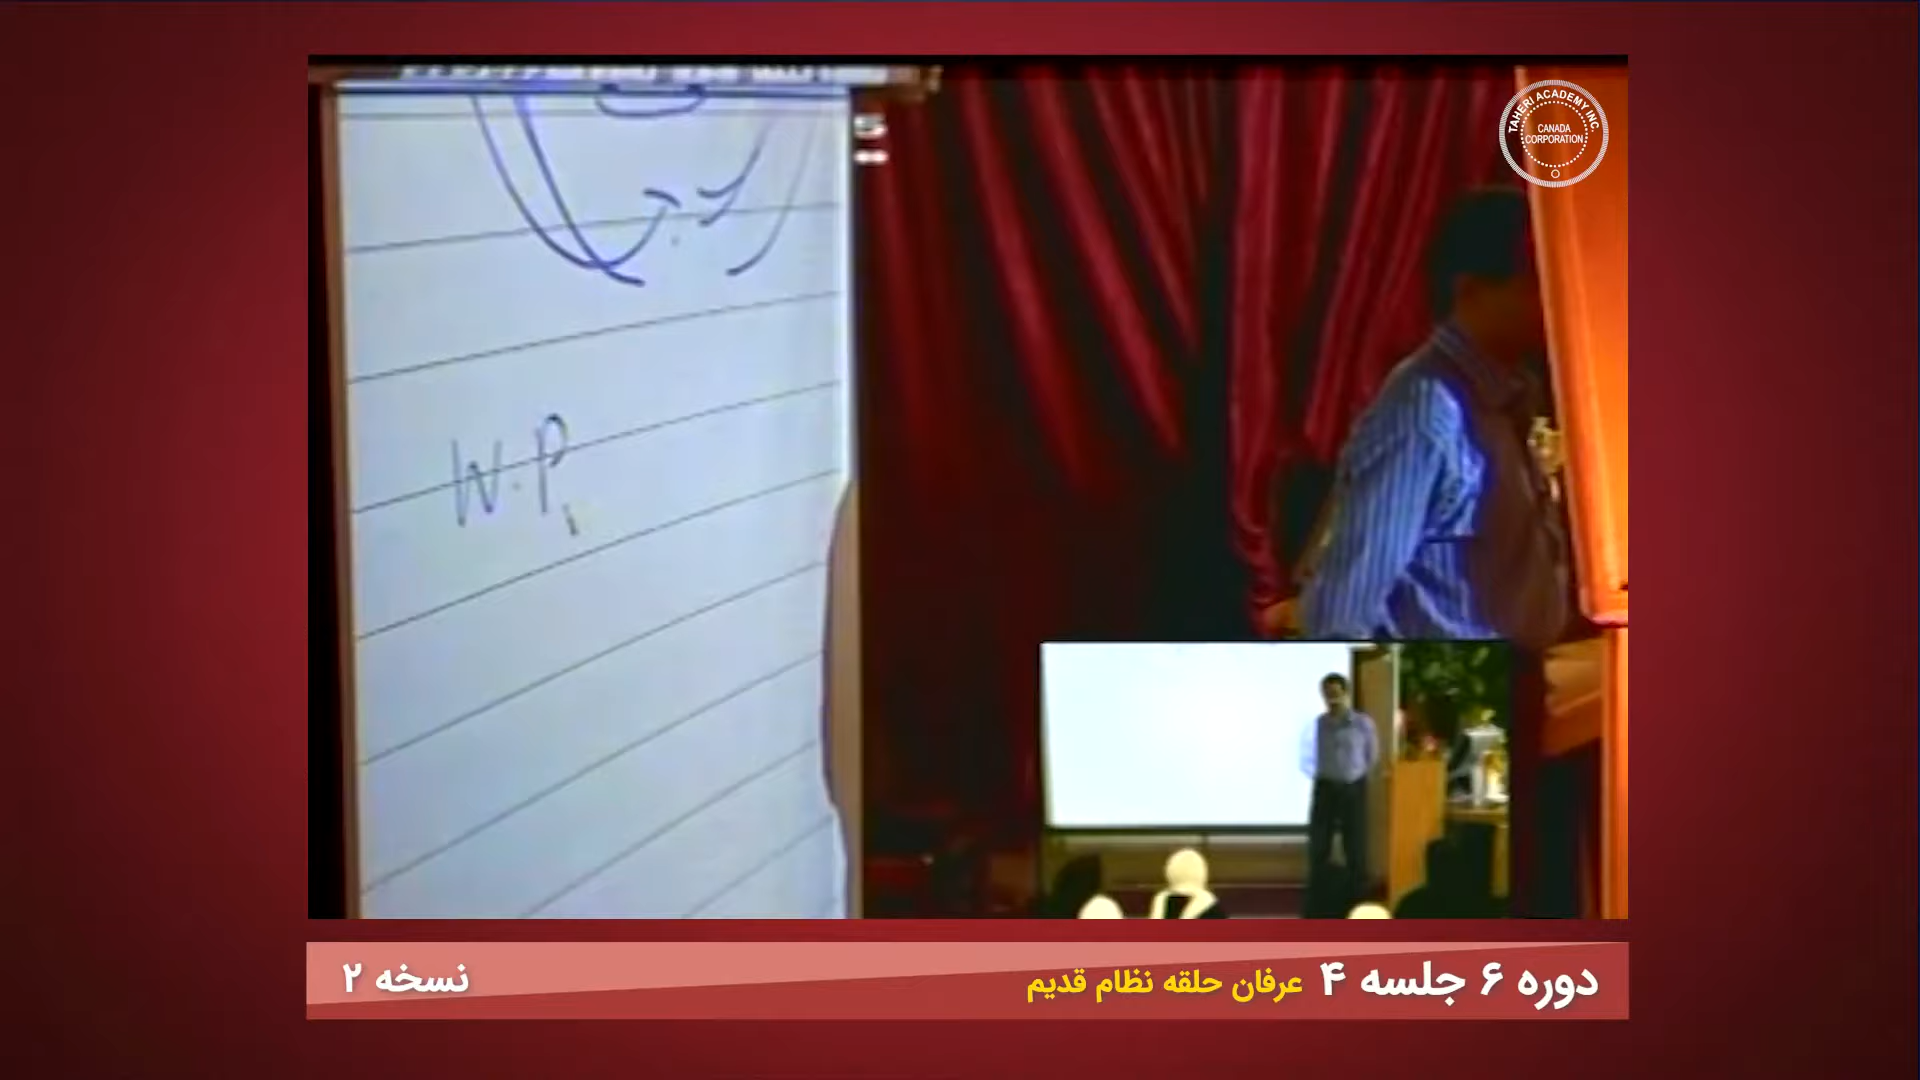 TAHERI ACADEMY INC.
CANADA
CORPORATION
W.P₁
دوره ۶ جلسه ۴ عرفان حلقه نظام قدیم
نسخه ۲